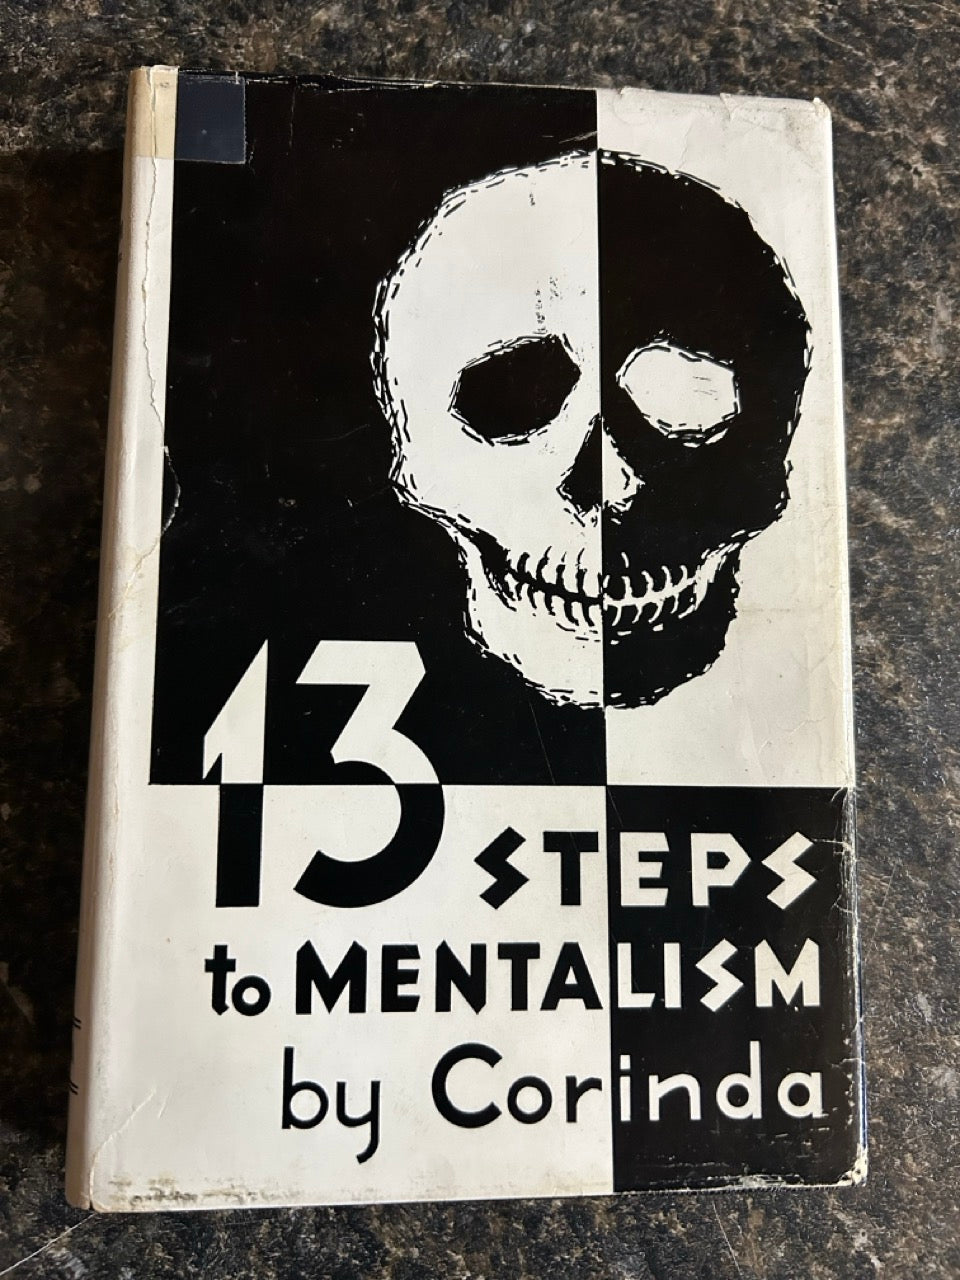 13 STEPS
to MENTALISM
by Corinda